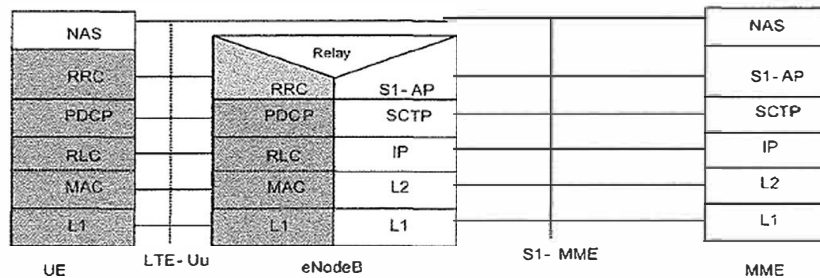 NAS
RRC
PDCP
RLC
MAC
L1
UE
LTE-Uu
Relay
RRC
S1-AP
PDCP
SCTP
RLC
IP
MAC
L2
L1
L1
eNodeB
S1-MME
NAS
S1-AP
SCTP
IP
L2
L1
MME